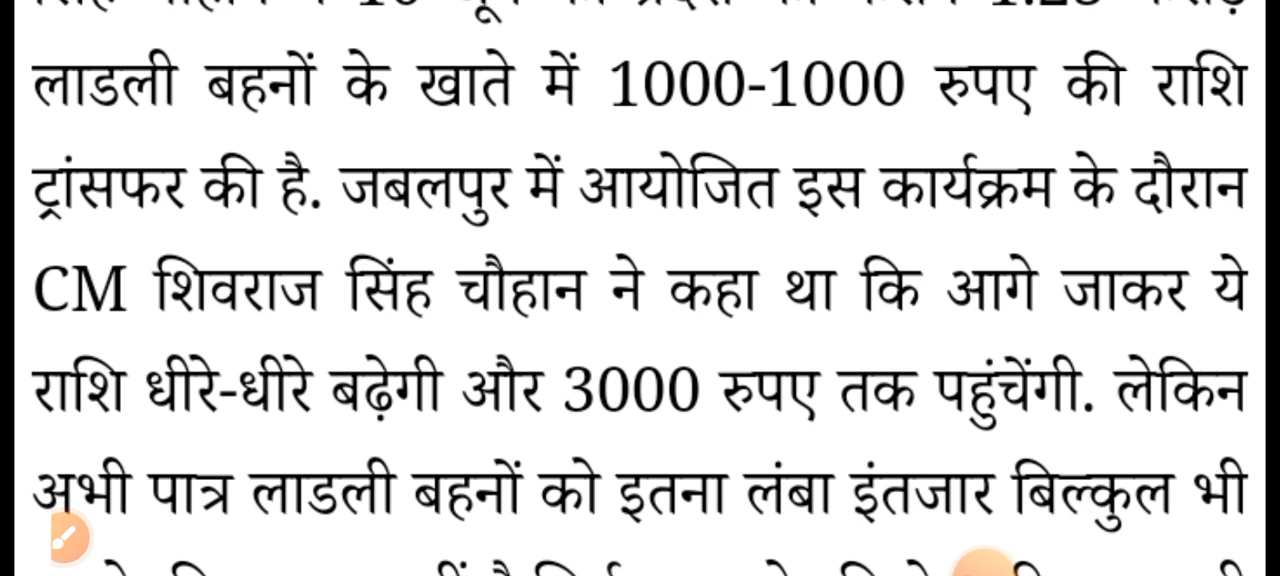 लाडली बहनों के खाते में 1000-1000 रुपए की राशि
ट्रांसफर की है. जबलपुर में आयोजित इस कार्यक्रम के दौरान
CM शिवराज सिंह चौहान ने कहा था कि आगे जाकर ये
राशि धीरे-धीरे बढ़ेगी और 3000 रुपए तक पहुंचेंगी. लेकिन
अभी पात्र लाडली बहनों को इतना लंबा इंतजार बिल्कुल भी